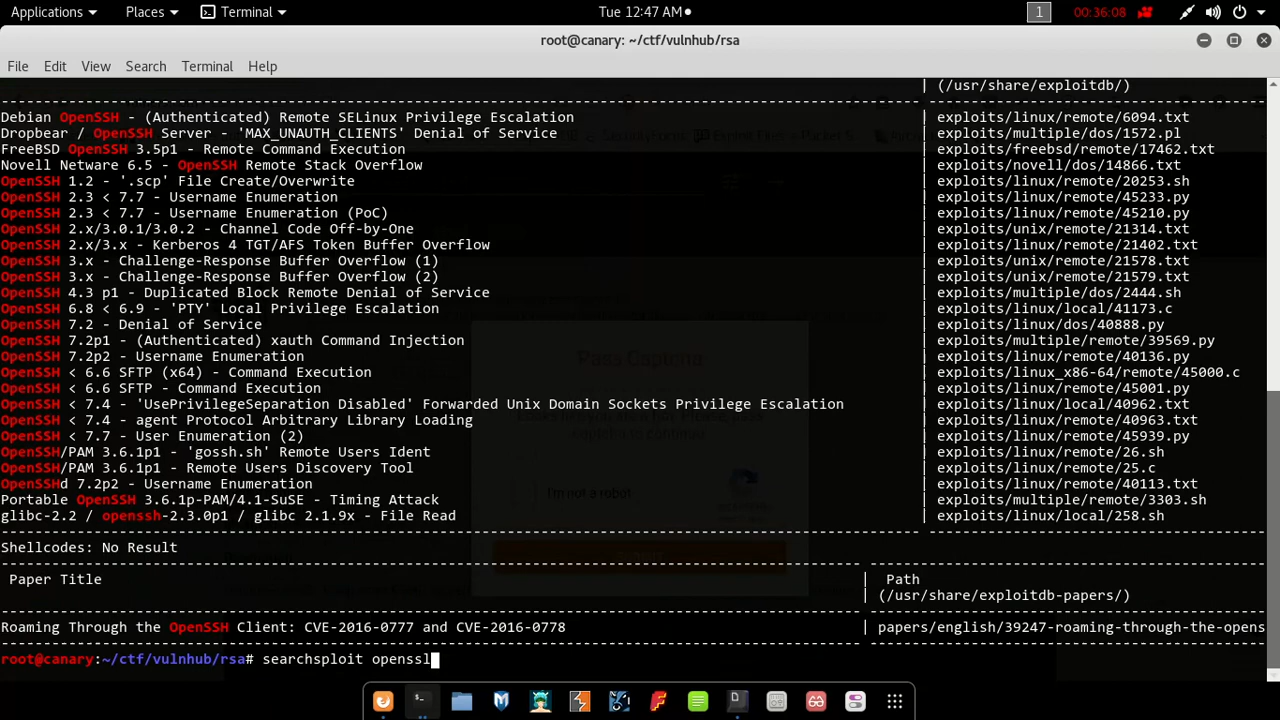 Applications Places Terminal Tue 12:47 AM 1 00:36:08
root@canary: ~/ctf/vulnhub/rsa
File Edit View Search Terminal Help
| (/usr/share/exploitdb/)
Debian OpenSSH - (Authenticated) Remote SELinux Privilege Escalation | exploits/linux/remote/6094.txt
Dropbear / OpenSSH Server - 'MAX_UNAUTH_CLIENTS' Denial of Service | exploits/multiple/dos/1572.pl
FreeBSD OpenSSH 3.5p1 - Remote Command Execution | exploits/freebsd/remote/17462.txt
Novell Netware 6.5 - OpenSSH Remote Stack Overflow | exploits/novell/dos/14866.txt
OpenSSH 1.2 - '.scp' File Create/Overwrite | exploits/linux/remote/20253.sh
OpenSSH 2.3 < 7.7 - Username Enumeration | exploits/linux/remote/45233.py
OpenSSH 2.3 < 7.7 - Username Enumeration (PoC) | exploits/linux/remote/45210.py
OpenSSH 2.x/3.0.1/3.0.2 - Channel Code Off-by-One | exploits/unix/remote/21314.txt
OpenSSH 2.x/3.x - Kerberos 4 TGT/AFS Token Buffer Overflow | exploits/linux/remote/21402.txt
OpenSSH 3.x - Challenge-Response Buffer Overflow (1) | exploits/unix/remote/21578.txt
OpenSSH 3.x - Challenge-Response Buffer Overflow (2) | exploits/unix/remote/21579.txt
OpenSSH 4.3 p1 - Duplicated Block Remote Denial of Service | exploits/multiple/dos/2444.sh
OpenSSH 6.8 < 6.9 - 'PTY' Local Privilege Escalation | exploits/linux/local/41173.c
OpenSSH 7.2 - Denial of Service | exploits/linux/dos/40888.py
OpenSSH 7.2p1 - (Authenticated) xauth Command Injection | exploits/multiple/remote/39569.py
OpenSSH 7.2p2 - Username Enumeration | exploits/linux/remote/40136.py
OpenSSH < 6.6 SFTP (x64) - Command Execution | exploits/linux_x86-64/remote/45000.c
OpenSSH < 6.6 SFTP - Command Execution | exploits/linux/remote/45001.py
OpenSSH < 7.4 - 'UsePrivilegeSeparation Disabled' Forwarded Unix Domain Sockets Privilege Escalation | exploits/linux/local/40962.txt
OpenSSH < 7.4 - agent Protocol Arbitrary Library Loading | exploits/linux/remote/40963.txt
OpenSSH < 7.7 - User Enumeration (2) | exploits/linux/remote/45939.py
OpenSSH/PAM 3.6.1p1 - 'gossh.sh' Remote Users Ident | exploits/linux/remote/26.sh
OpenSSH/PAM 3.6.1p1 - Remote Users Discovery Tool | exploits/linux/remote/25.c
OpenSSHd 7.2p2 - Username Enumeration | exploits/linux/remote/40113.txt
Portable OpenSSH 3.6.1p-PAM/4.1-SuSE - Timing Attack | exploits/multiple/remote/3303.sh
glibc-2.2 / openssh-2.3.0p1 / glibc 2.1.9x - File Read | exploits/linux/local/258.sh
Shellcodes: No Result
Paper Title | Path
| (/usr/share/exploitdb-papers/)
Roaming Through the OpenSSH Client: CVE-2016-0777 and CVE-2016-0778 | papers/english/39247-roaming-through-the-opens
root@canary:~/ctf/vulnhub/rsa# searchsploit openssl
Pass Captcha
I'm not a robot
SUBMIT